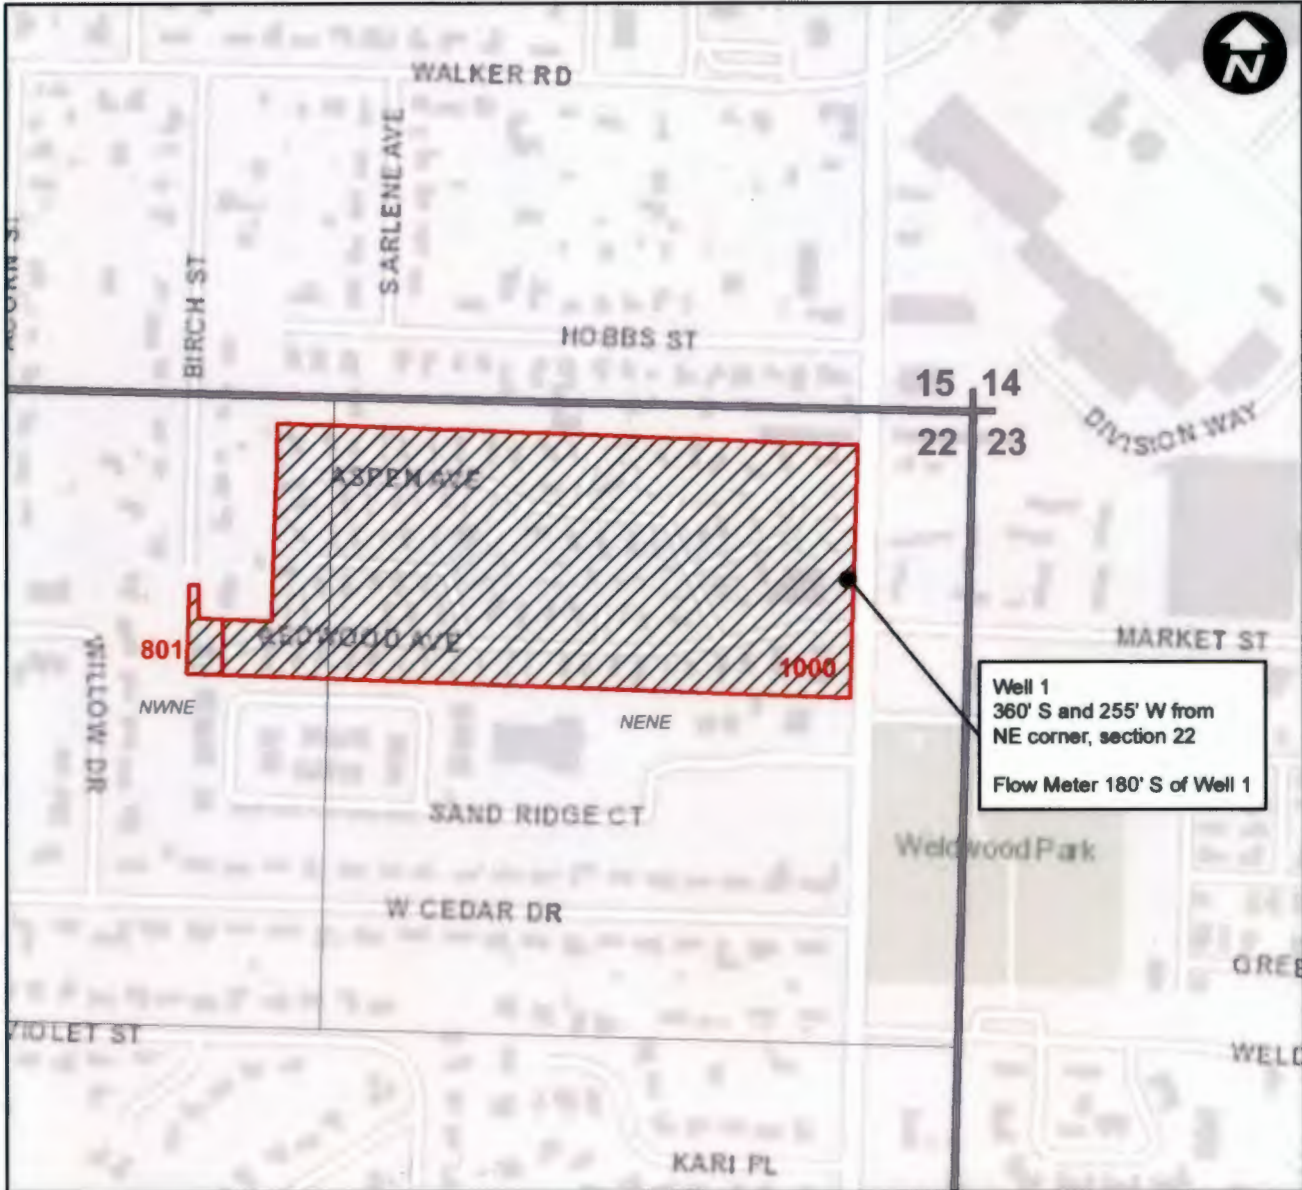 N
WALKER RD
SARLENE AVE
BIRCH ST
HOBBS ST
15 14
22 23
DIVISION WAY
ASPEN AVE
REDWOOD AVE
801
1000
MARKET ST
NWNE
NENE
WILLOW DR
Well 1
360' S and 255' W from
NE corner, section 22
Flow Meter 180' S of Well 1
SAND RIDGE CT
Weldwood Park
W CEDAR DR
GREE
VIOLET ST
WELD
KARI PL